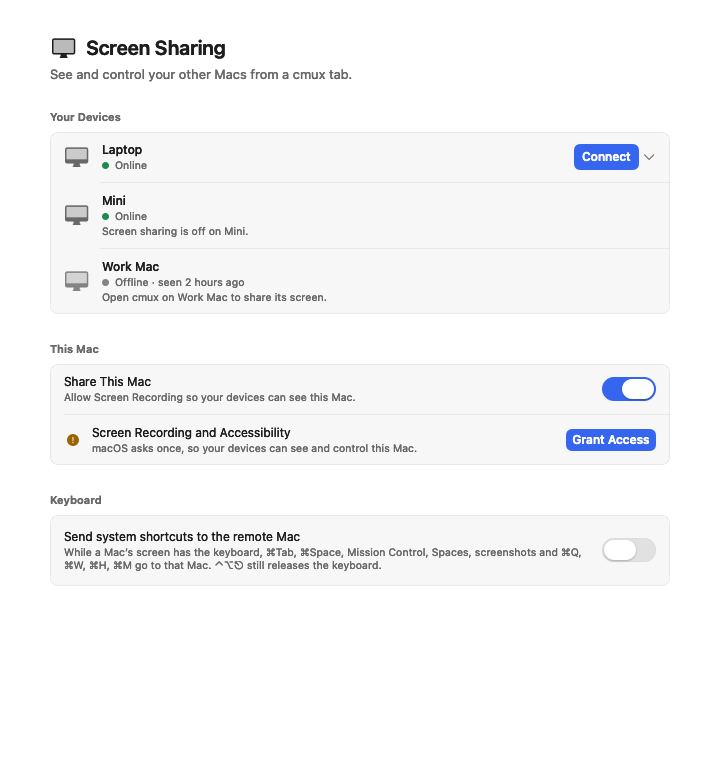 Screen Sharing
See and control your other Macs from a cmux tab.
Your Devices
Laptop
Online
Connect
Mini
Online
Screen sharing is off on Mini.
Work Mac
Offline · seen 2 hours ago
Open cmux on Work Mac to share its screen.
This Mac
Share This Mac
Allow Screen Recording so your devices can see this Mac.
Screen Recording and Accessibility
macOS asks once, so your devices can see and control this Mac.
Grant Access
Keyboard
Send system shortcuts to the remote Mac
While a Mac’s screen has the keyboard, ⌘Tab, ⌘Space, Mission Control, Spaces, screenshots and ⌘Q,
⌘W, ⌘H, ⌘M go to that Mac. ⌃⌥⎋ still releases the keyboard.